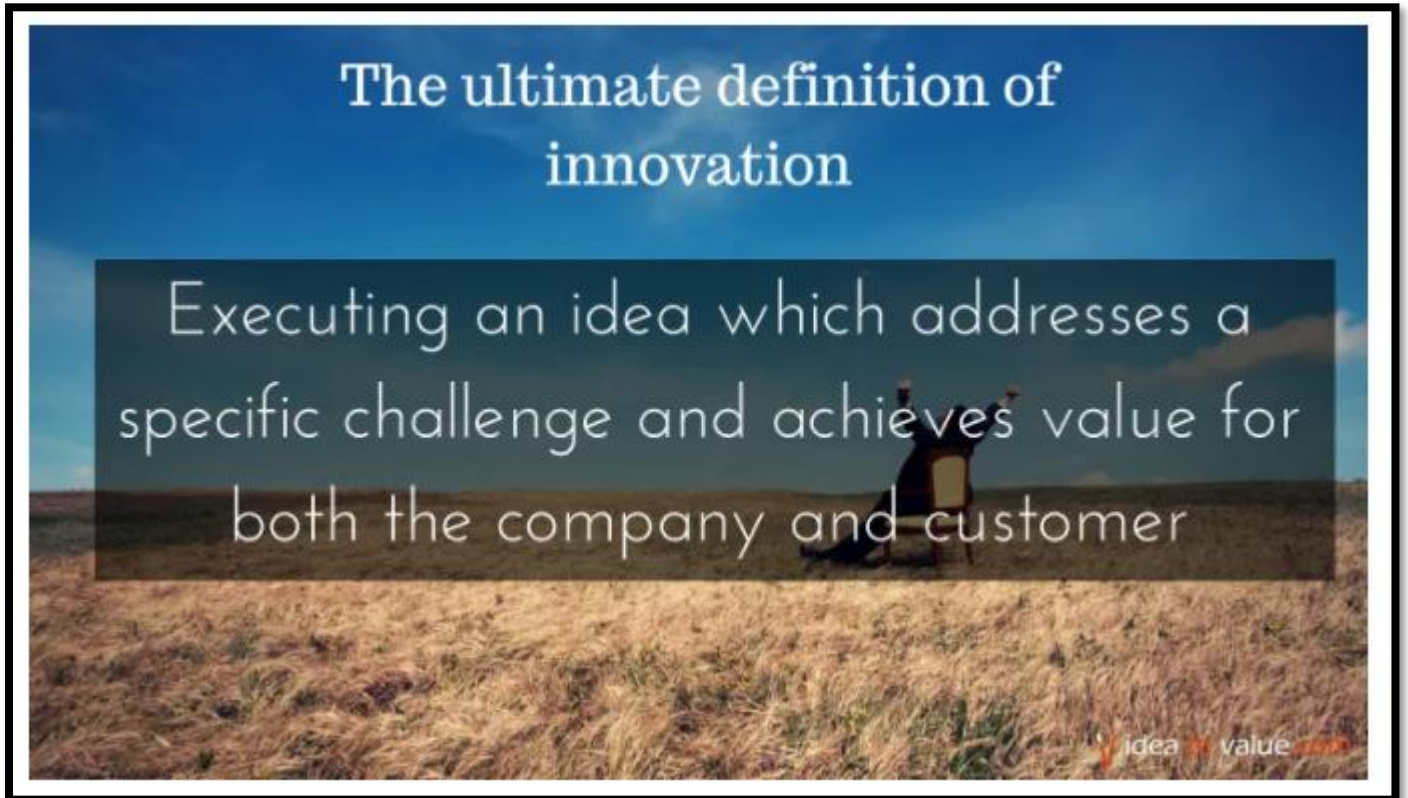 The ultimate definition of
innovation
Executing an idea which addresses a
specific challenge and achieves value for
both the company and customer
idea to value.com